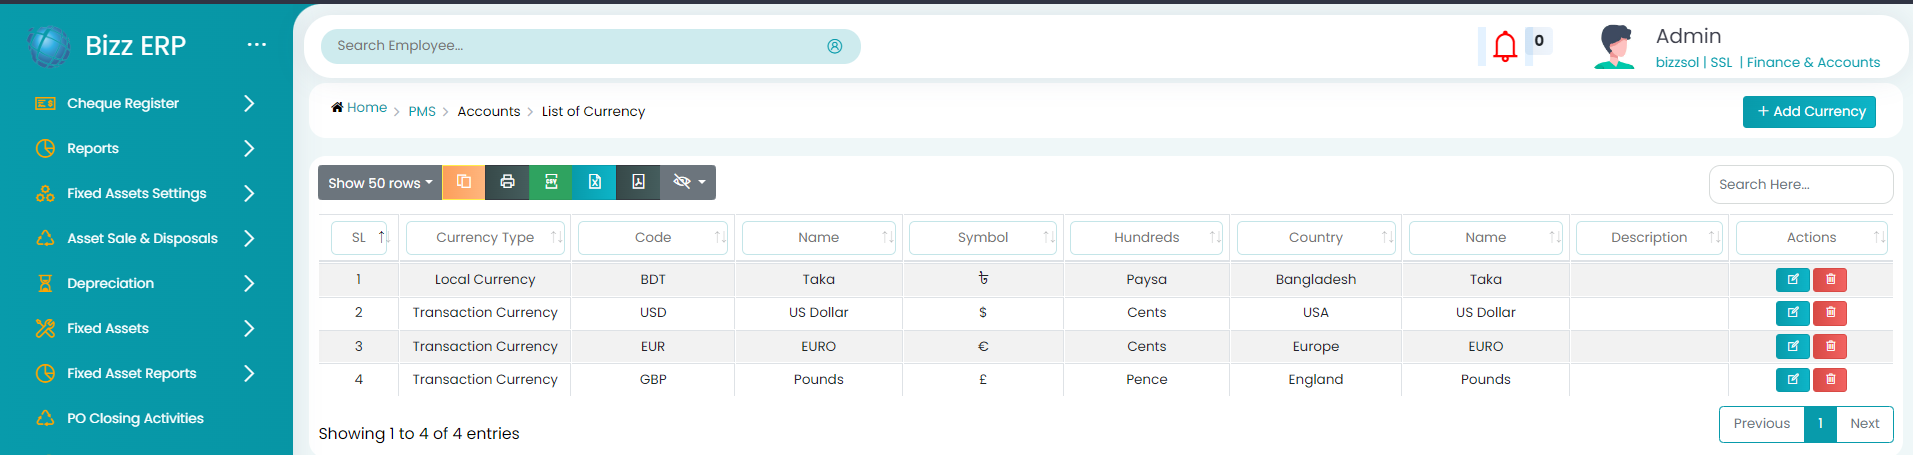 Bizz ERP
Search Employee...
0
Admin
bizzsol | SSL | Finance & Accounts
Cheque Register
Reports
Fixed Assets Settings
Asset Sale & Disposals
Depreciation
Fixed Assets
Fixed Asset Reports
PO Closing Activities
Home > PMS > Accounts > List of Currency
+ Add Currency
Show 50 rows
CSV
Search Here...
SL Currency Type Code Name Symbol Hundreds Country Name Description Actions
1 Local Currency BDT Taka ৳ Paysa Bangladesh Taka
2 Transaction Currency USD US Dollar $ Cents USA US Dollar
3 Transaction Currency EUR EURO € Cents Europe EURO
4 Transaction Currency GBP Pounds £ Pence England Pounds
Showing 1 to 4 of 4 entries
Previous 1 Next